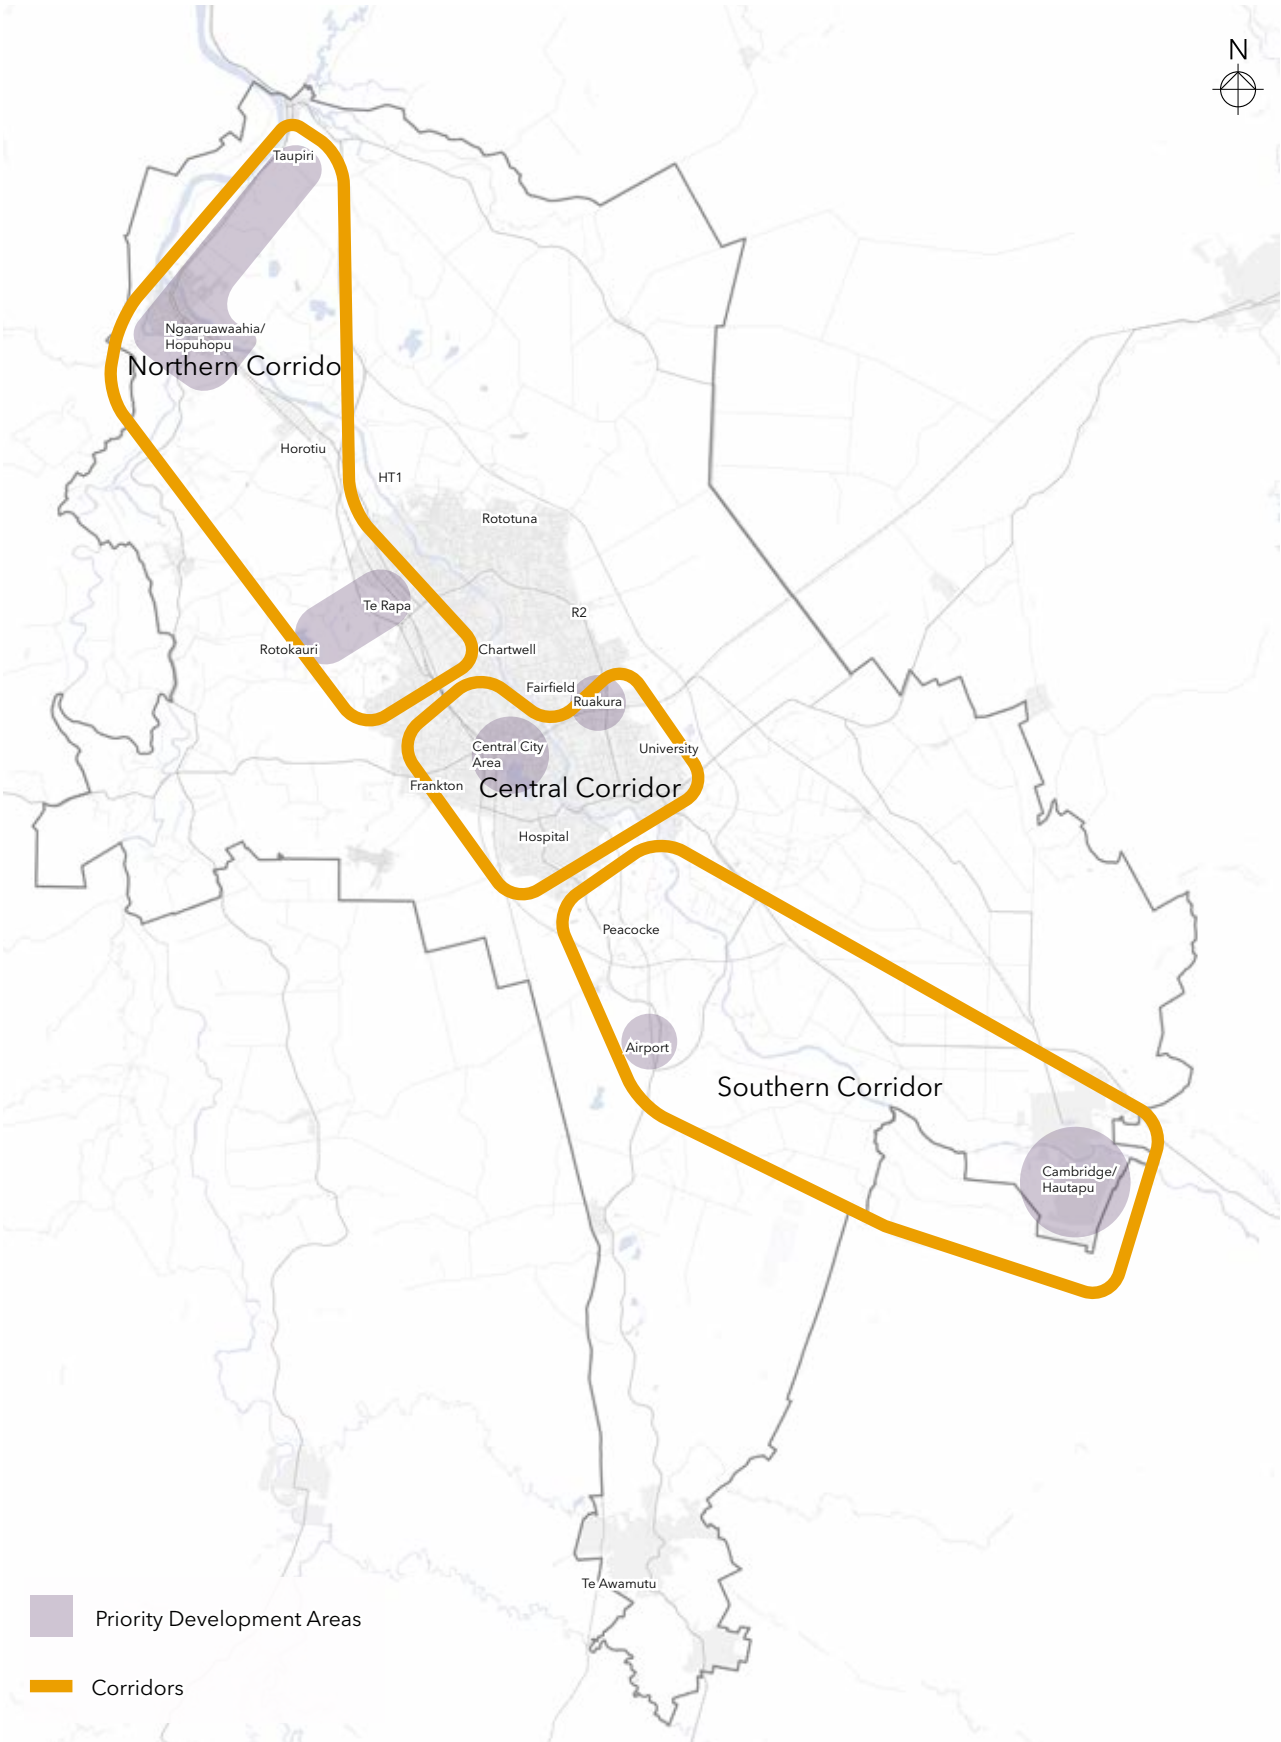 N
Taupiri
Ngaaruawaahia/
Hopuhopu
Northern Corrido
Horotiu
HT1
Rototuna
Te Rapa
R2
Rotokauri
Chartwell
Fairfield
Ruakura
Central City
Area
University
Frankton
Central Corridor
Hospital
Peacocke
Airport
Southern Corridor
Cambridge/
Hautapu
Te Awamutu
Priority Development Areas
Corridors